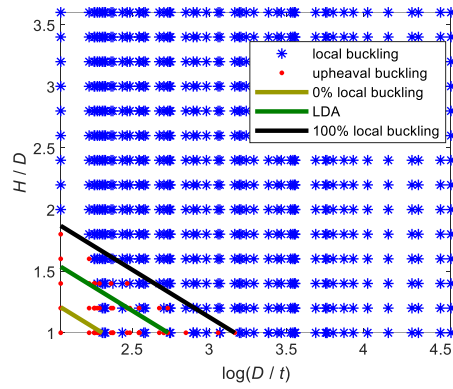 3.5
3
2.5
2
1.5
1
H / D
local buckling
upheaval buckling
0% local buckling
LDA
100% local buckling
2.5
3
3.5
4
4.5
log(D / t)